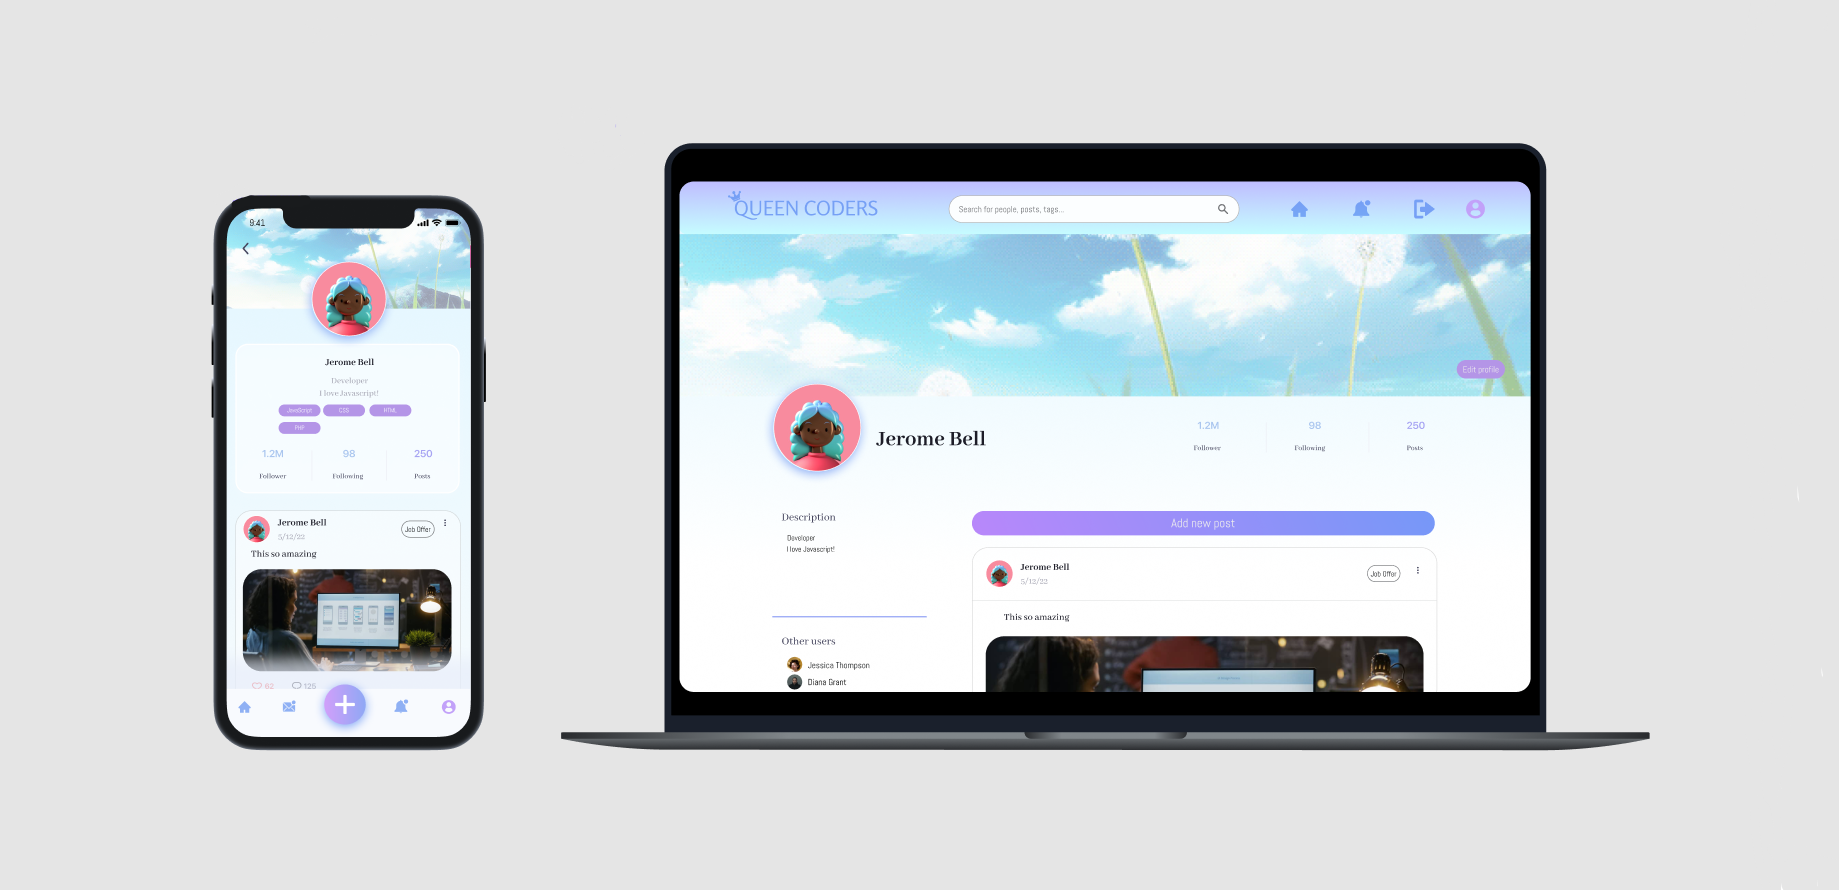 9:41
Jerome Bell
Developer
I love Javascript!
JavaScript CSS HTML
PHP
1.2M 98 250
Follower Following Posts
Jerome Bell
5/12/22
Job Offer
This so amazing
62 125
QUEEN CODERS
Search for people, posts, tags...
Edit profile
Jerome Bell
1.2M 98 250
Follower Following Posts
Description
Developer
I love Javascript!
Other users
Jessica Thompson
Diana Grant
Add new post
Jerome Bell
5/12/22
Job Offer
This so amazing